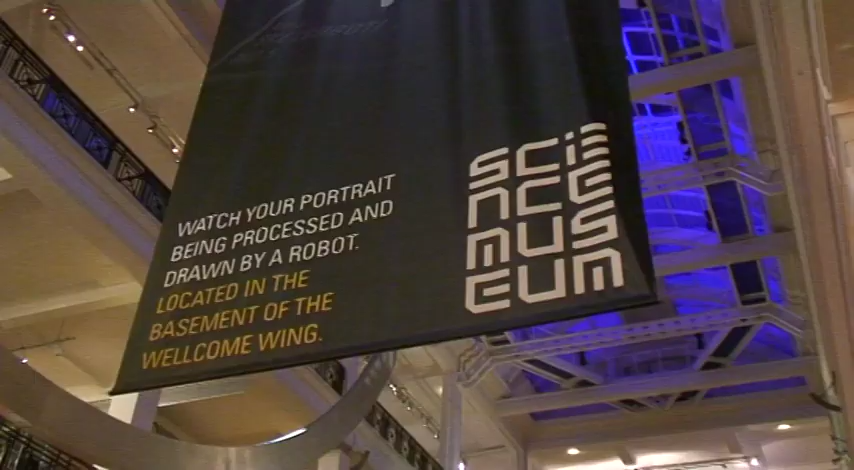 WATCH YOUR PORTRAIT
BEING PROCESSED AND
DRAWN BY A ROBOT.
LOCATED IN THE
BASEMENT OF THE
WELLCOME WING.
SCIE
NCE
MUS
EUM